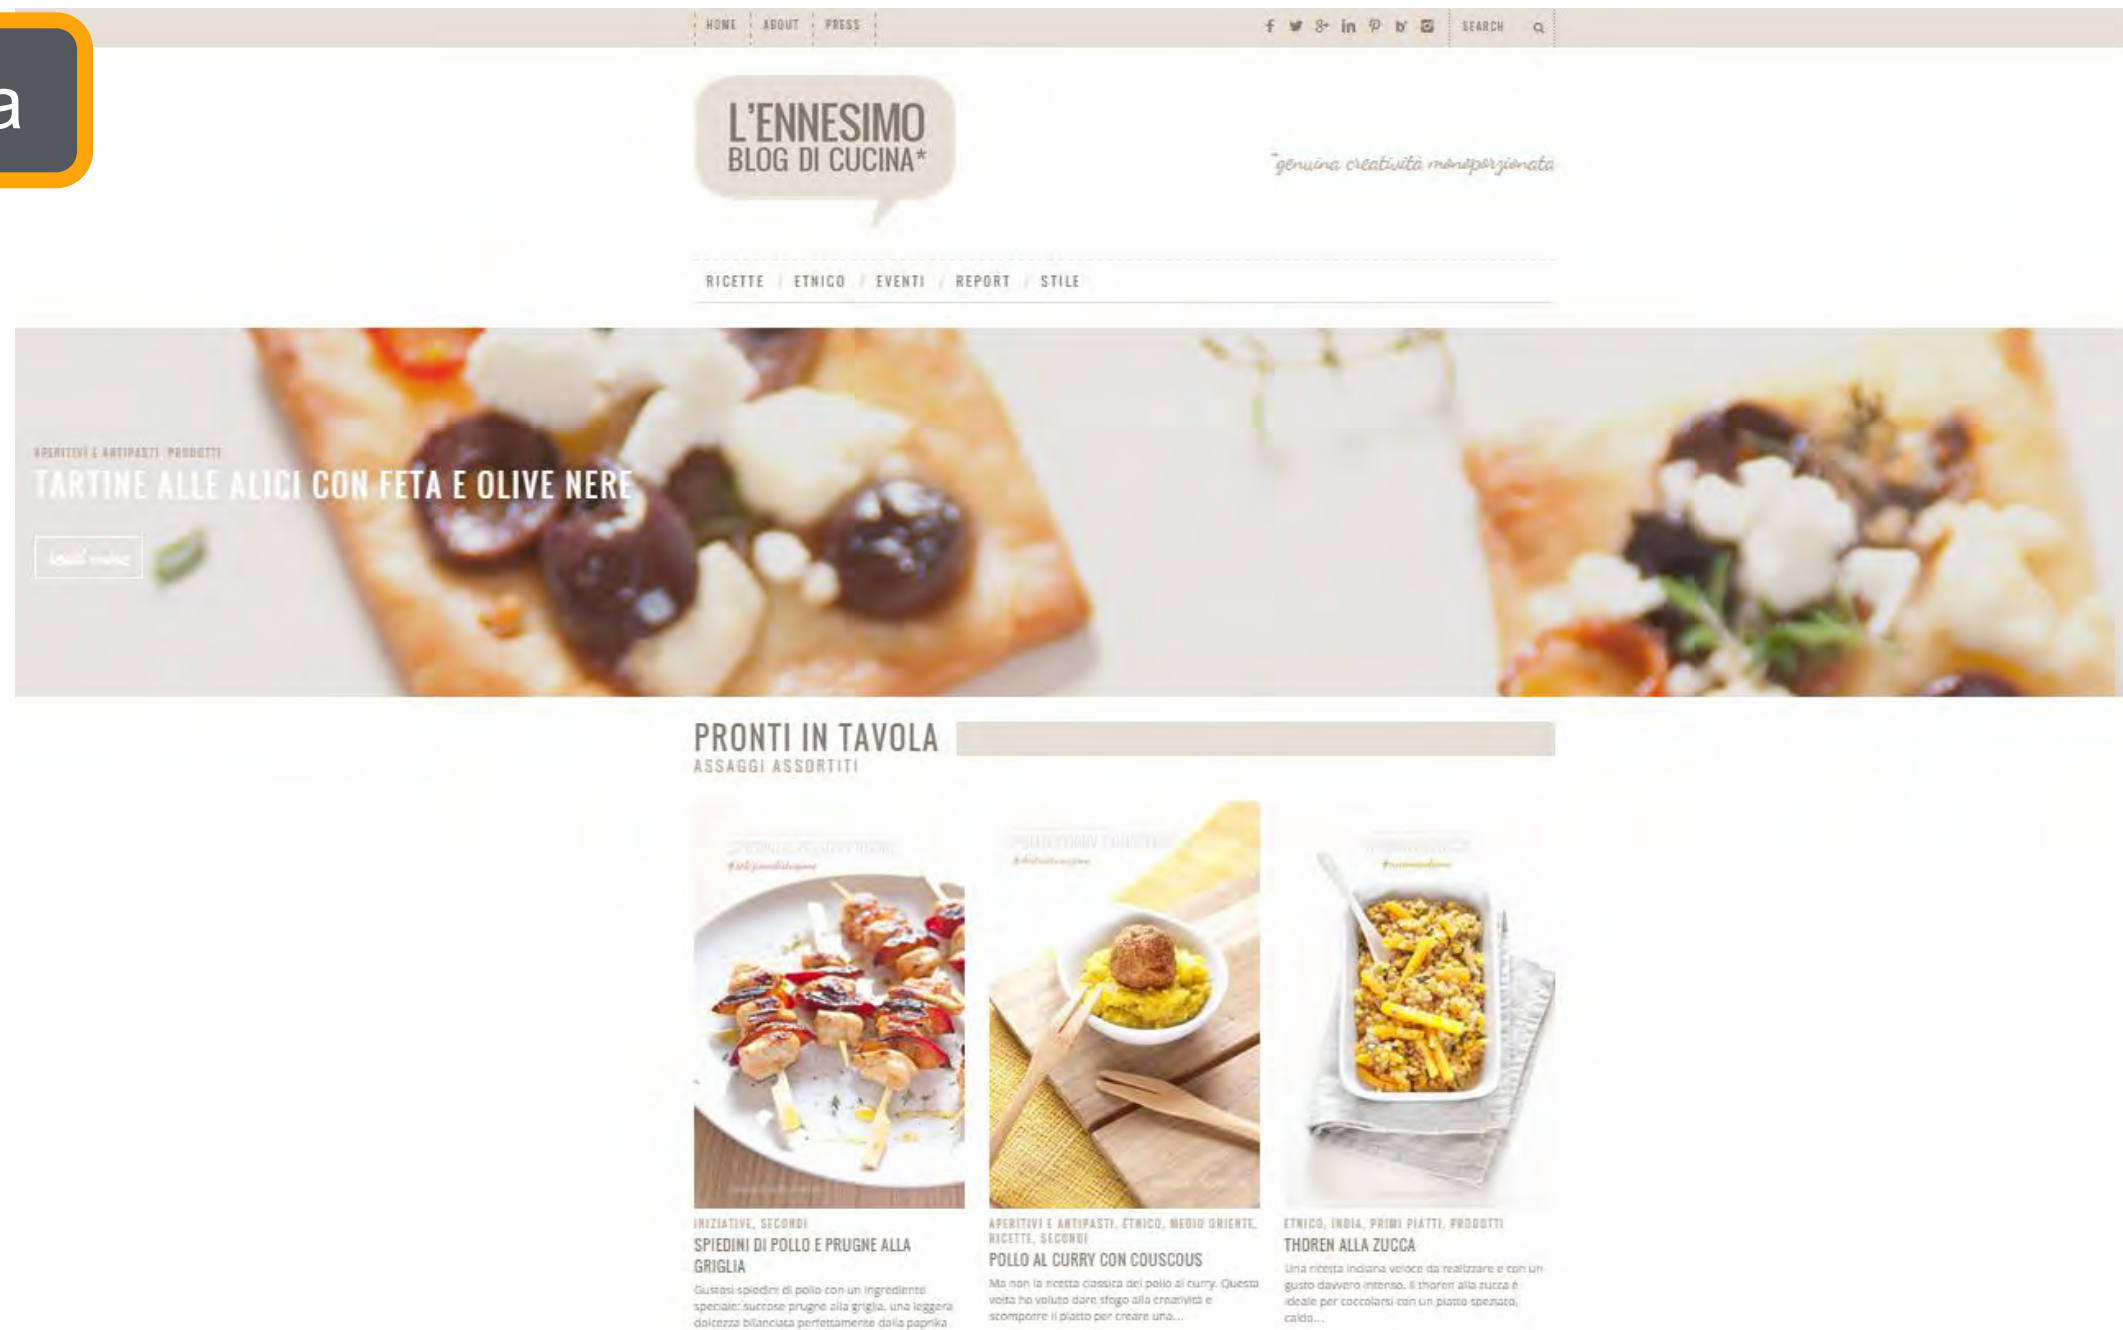 HOME ABOUT PRESS
SEARCH
a
L'ENNESIMO
BLOG DI CUCINA*
*genuina creatività monoporzionata
RICETTE / ETNICO / EVENTI / REPORT / STILE
APERITIVI E ANTIPASTI, PRODOTTI
TARTINE ALLE ALICI CON FETA E OLIVE NERE
read more
PRONTI IN TAVOLA
ASSAGGI ASSORTITI
INIZIATIVE, SECONDI
SPIEDINI DI POLLO E PRUGNE ALLA
GRIGLIA
Gustosi spiedini di pollo con un ingrediente
speciale: succose prugne alla griglia, una leggera
dolcezza bilanciata perfettamente dalla paprika
APERITIVI E ANTIPASTI, ETNICO, MEDIO ORIENTE,
RICETTE, SECONDI
POLLO AL CURRY CON COUSCOUS
Ma non la ricetta classica del pollo al curry. Questa
volta ho voluto dare sfogo alla creatività e
scomporre il piatto per creare una...
ETNICO, INDIA, PRIMI PIATTI, PRODOTTI
THOREN ALLA ZUCCA
Una ricetta indiana veloce da realizzare e con un
gusto davvero intenso. Il thoren alla zucca è
ideale per coccolarsi con un piatto speziato,
caldo...